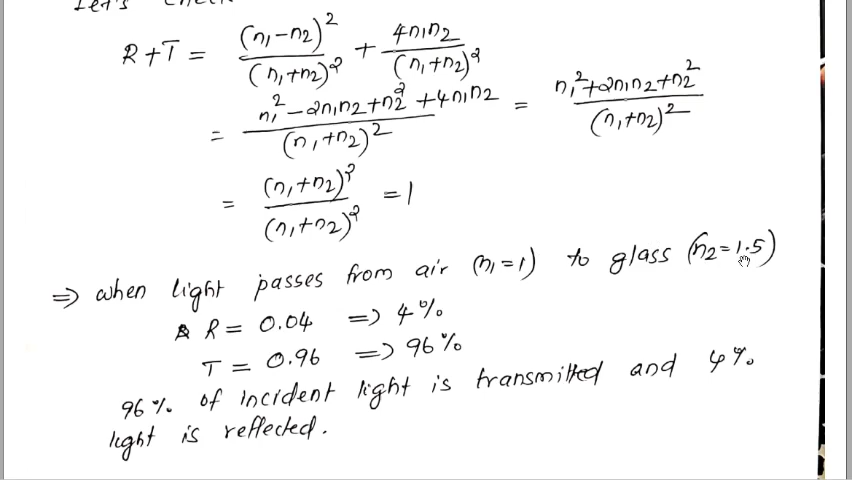 Let's check
R+T = (n₁-n₂)²/(n₁+n₂)² + 4n₁n₂/(n₁+n₂)²
= n₁²-2n₁n₂+n₂²+4n₁n₂/(n₁+n₂)² = n₁²+2n₁n₂+n₂²/(n₁+n₂)²
= (n₁+n₂)²/(n₁+n₂)² = 1
⇒ when light passes from air (n₁=1) to glass (n₂=1.5)
R = 0.04 ⇒ 4%
T = 0.96 ⇒ 96%
96% of incident light is transmitted and 4%
light is reflected.